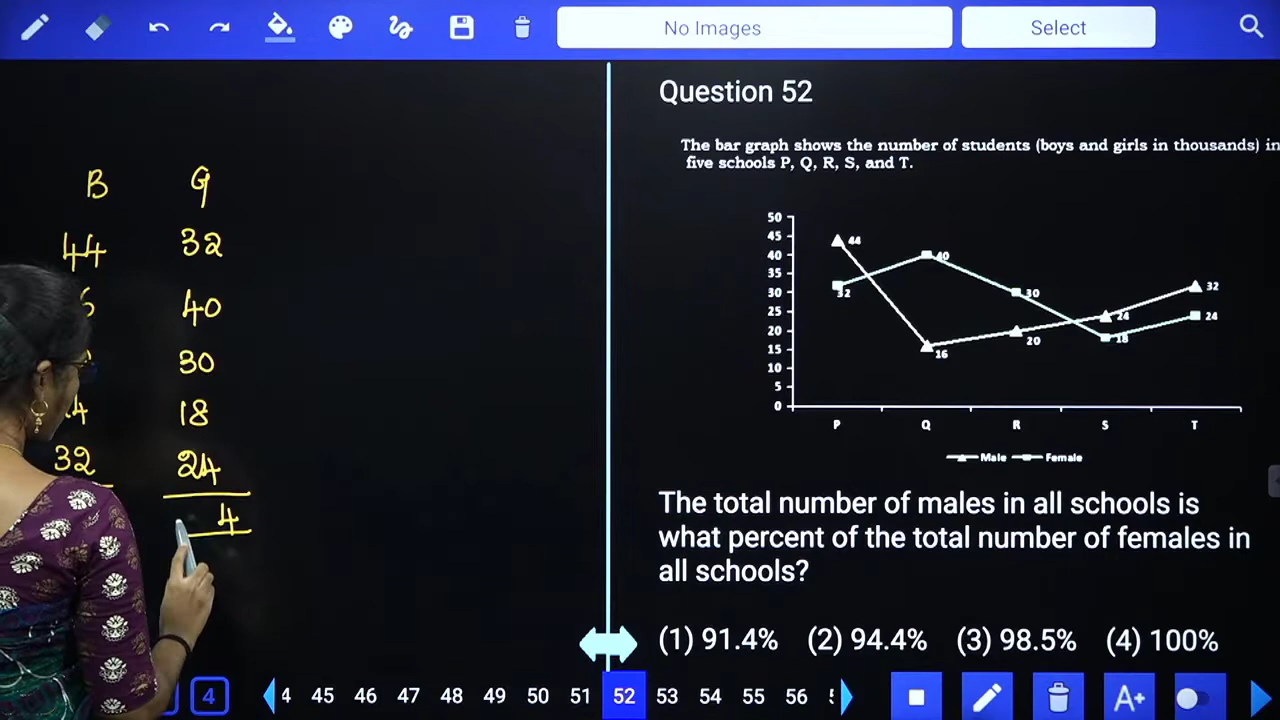 No Images
Select
B G
44 32
40
30
18
32 24
4
Question 52
The bar graph shows the number of students (boys and girls in thousands) in
five schools P, Q, R, S, and T.
50
45
40
35
30
25
20
15
10
5
0
44
32
16
40
20
30
24
18
32
24
P Q R S T
Male Female
The total number of males in all schools is
what percent of the total number of females in
all schools?
(1) 91.4% (2) 94.4% (3) 98.5% (4) 100%
4 4 45 46 47 48 49 50 51 52 53 54 55 56
A+